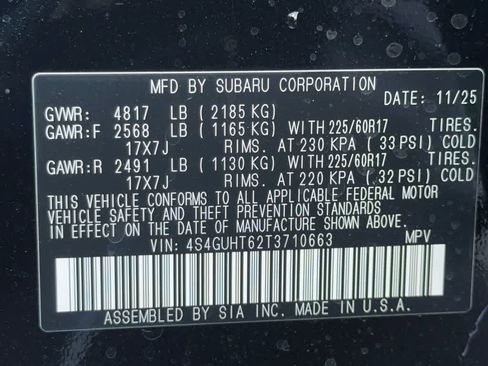 MFD BY SUBARU CORPORATION
DATE: 11/25
GVWR: 4817 LB (2185 KG)
GAWR:F 2568 LB (1165 KG) WITH 225/60R17 TIRES.
17X7J RIMS. AT 230 KPA (33 PSI) COLD
GAWR:R 2491 LB (1130 KG) WITH 225/60R17 TIRES.
17X7J RIMS. AT 220 KPA (32 PSI) COLD
THIS VEHICLE CONFORMS TO ALL APPLICABLE FEDERAL MOTOR
VEHICLE SAFETY AND THEFT PREVENTION STANDARDS
IN EFFECT ON THE DATE OF MANUFACTURE SHOWN ABOVE.
VIN: 4S4GUHT62T3710663 MPV
ASSEMBLED BY SIA INC. MADE IN U.S.A.